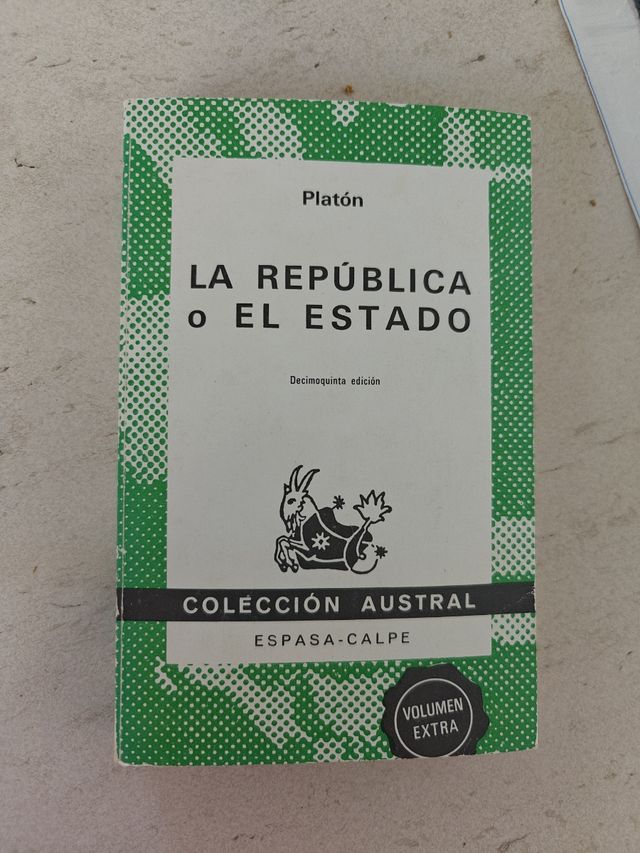 Platón
LA REPÚBLICA
o EL ESTADO
Decimoquinta edición
COLECCIÓN AUSTRAL
ESPASA-CALPE
VOLUMEN
EXTRA